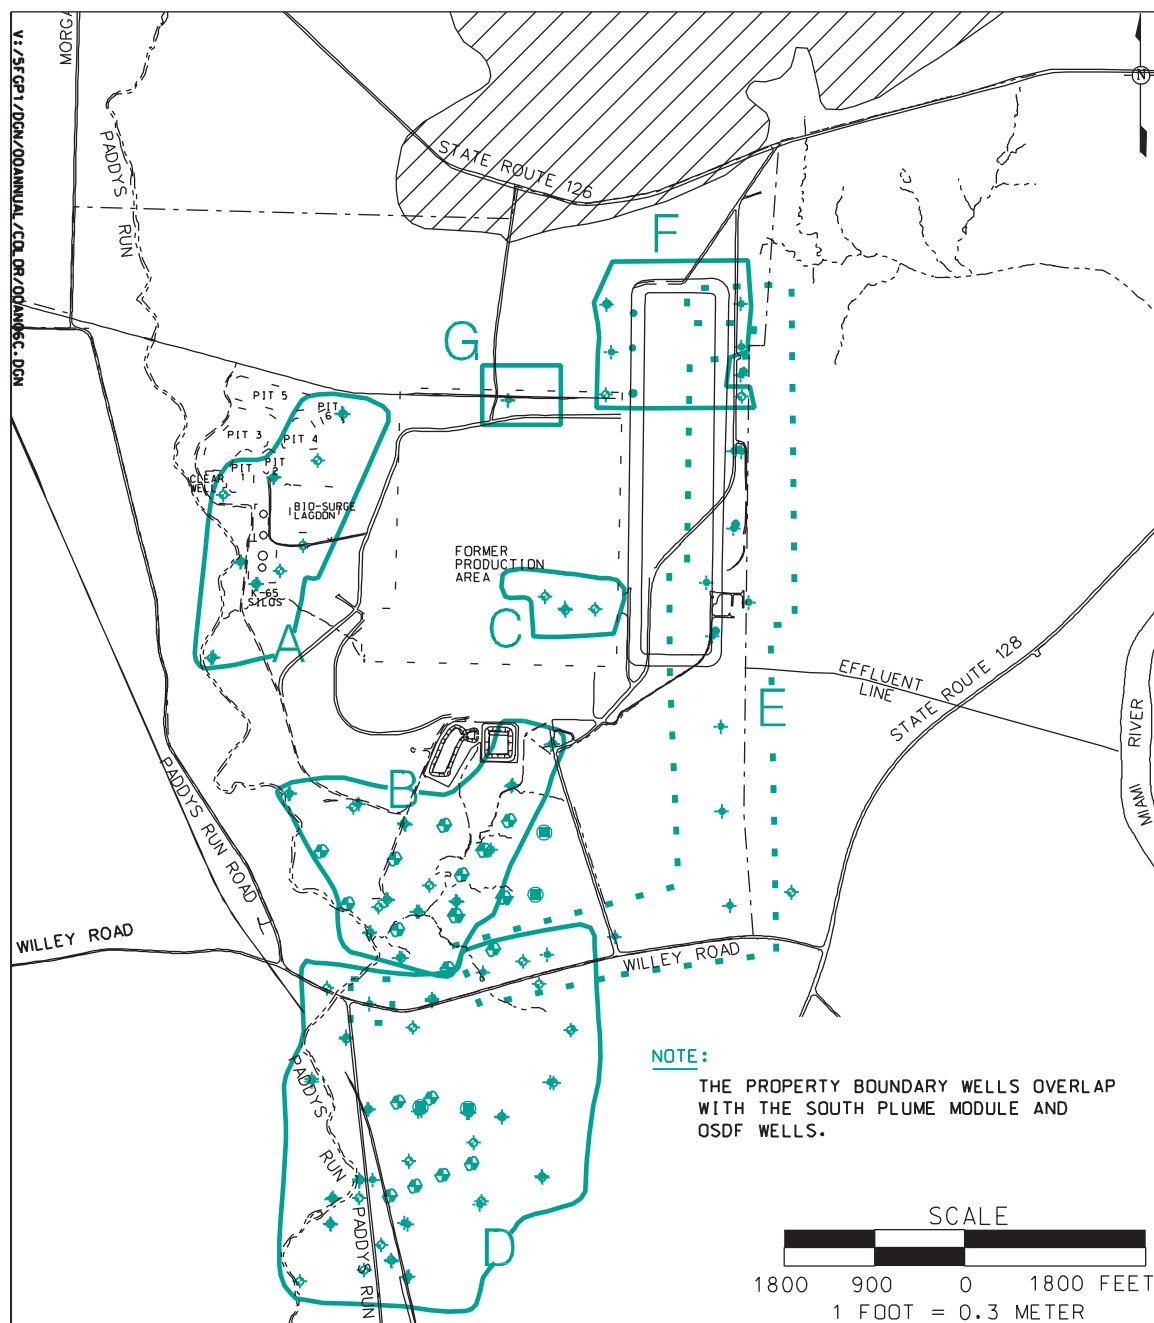 V:/5FGP1/DGN/00ANNUAL/COLOR/00AN06C.DGN
MORGA
PADDYS RUN
STATE ROUTE 126
N
F
G
PIT 5
PIT
6
PIT 3
PIT 4
PIT
1
PIT
2
CLEAR
WELL
BIO-SURGE
LAGOON
FORMER
PRODUCTION
AREA
K-65
SILOS
A
C
EFFLUENT
LINE
E
STATE ROUTE 128
MIAMI RIVER
B
PADDYS RUN ROAD
WILLEY ROAD
WILLEY ROAD
PADDYS RUN
NOTE:
THE PROPERTY BOUNDARY WELLS OVERLAP
WITH THE SOUTH PLUME MODULE AND
OSDF WELLS.
PADDYS RUN
D
SCALE
1800 900 0 1800 FEET
1 FOOT = 0.3 METER